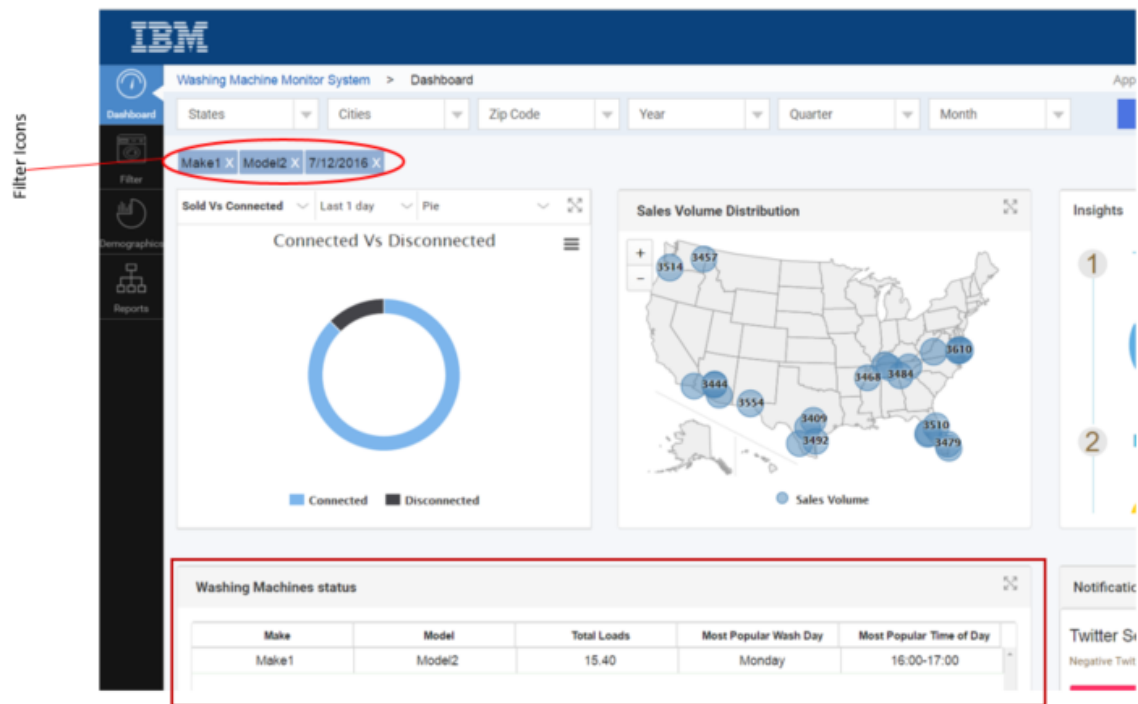 IBM
Washing Machine Monitor System > Dashboard
App
Dashboard
States Cities Zip Code Year Quarter Month
Filter Icons
Make1 X Model2 X 7/12/2016 X
Filter
Demographics
Reports
Sold Vs Connected Last 1 day Pie
Connected Vs Disconnected
Connected Disconnected
Sales Volume Distribution
+
-
3514 3457
3610
3468 3484
3444
3554
3409
3492
3510
3479
Sales Volume
Insights
1
2
Washing Machines status
Make Model Total Loads Most Popular Wash Day Most Popular Time of Day
Make1 Model2 15.40 Monday 16:00-17:00
Notificatic
Twitter Se
Negative Twit